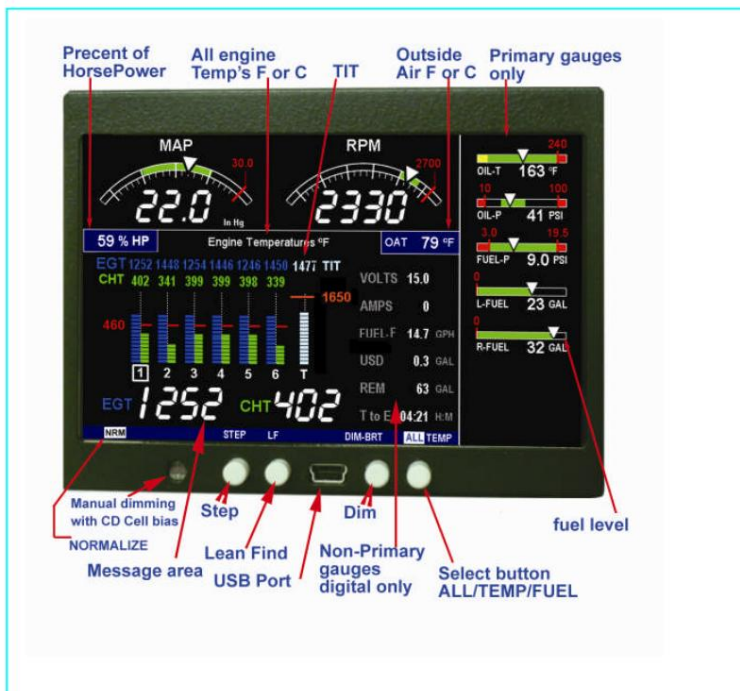 Precent of
HorsePower
All engine
Temp's F or C
TIT
Outside
Air F or C
Primary gauges
only
MAP
30.0
22.0
In Hg
RPM
2700
2330
240
OIL-T 163 °F
10 100
OIL-P 41 PSI
3.0 19.5
FUEL-P 9.0 PSI
0
L-FUEL 23 GAL
0
R-FUEL 32 GAL
59 % HP
Engine Temperatures ºF
OAT 79 ºF
EGT 1252 1448 1254 1446 1246 1450 1477 TIT
CHT 402 341 399 399 398 339
1650
460
1 2 3 4 5 6 T
VOLTS 15.0
AMPS 0
FUEL-F 14.7 GPH
USD 0.3 GAL
REM 63 GAL
T to E 04:21 H:M
EGT 1252 CHT 402
NRM STEP LF DIM-BRT ALL TEMP
Manual dimming
with CD Cell bias
NORMALIZE
Message area
Step
Lean Find
USB Port
Dim
Non-Primary
gauges
digital only
Select button
ALL/TEMP/FUEL
fuel level